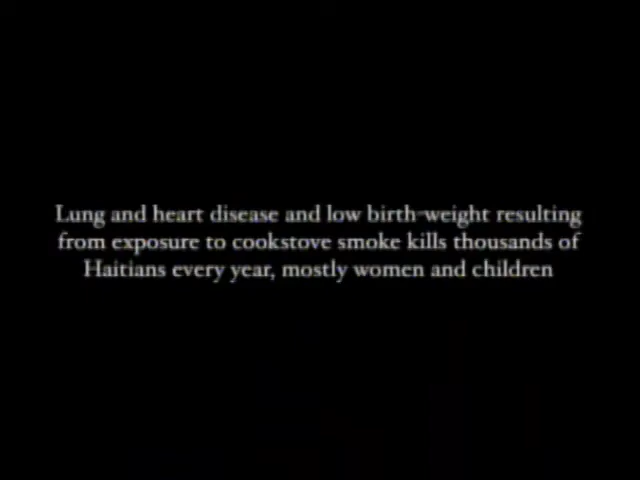 Lung and heart disease and low birth-weight resulting
from exposure to cookstove smoke kills thousands of
Haitians every year, mostly women and children